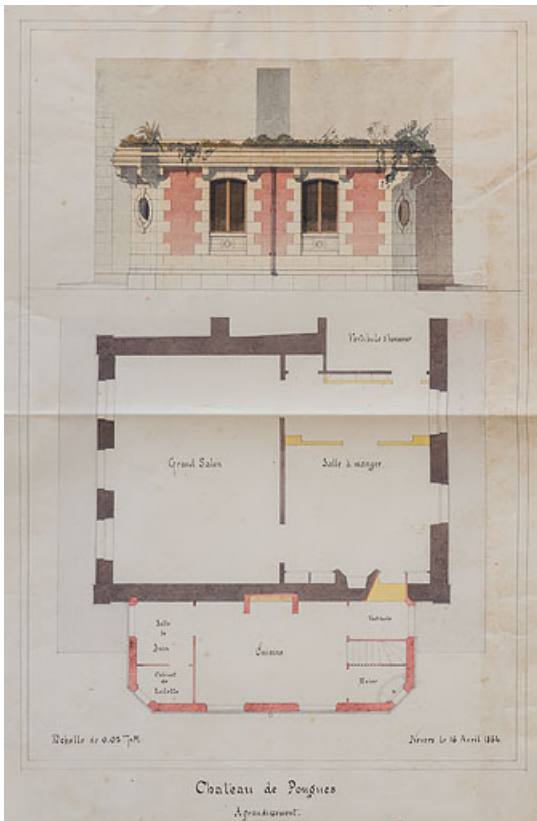 Vestibule d'honneur
Grand Salon
Salle à manger
Salle
de
Bain
Cuisine
Vestibule
Cabinet
de
Toilette
Echelle de 0.02 P.M.
Nevers le 16 Avril 1884
Chateau de Pougues
Agrandissement.